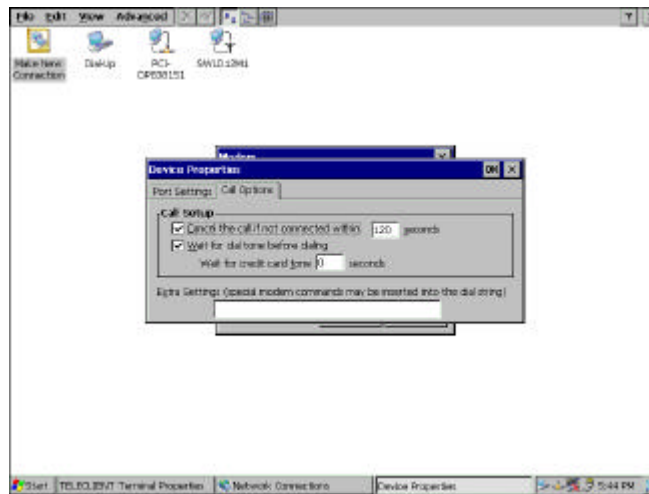 File Edit View Advanced
?
Make New Connection
Dial-Up
PCI-
SWLD12M1
Modem
Device Properties
OK
Port Settings
Call Options
Call Setup
Cancel the call if not connected within 120 seconds
Wait for dial tone before dialing
Wait for credit card tone 0 seconds
Extra Settings (special modem commands may be inserted into the dial string)
Start
TELECLIENT Terminal Properties
Network Connections
Device Properties
5:44 PM